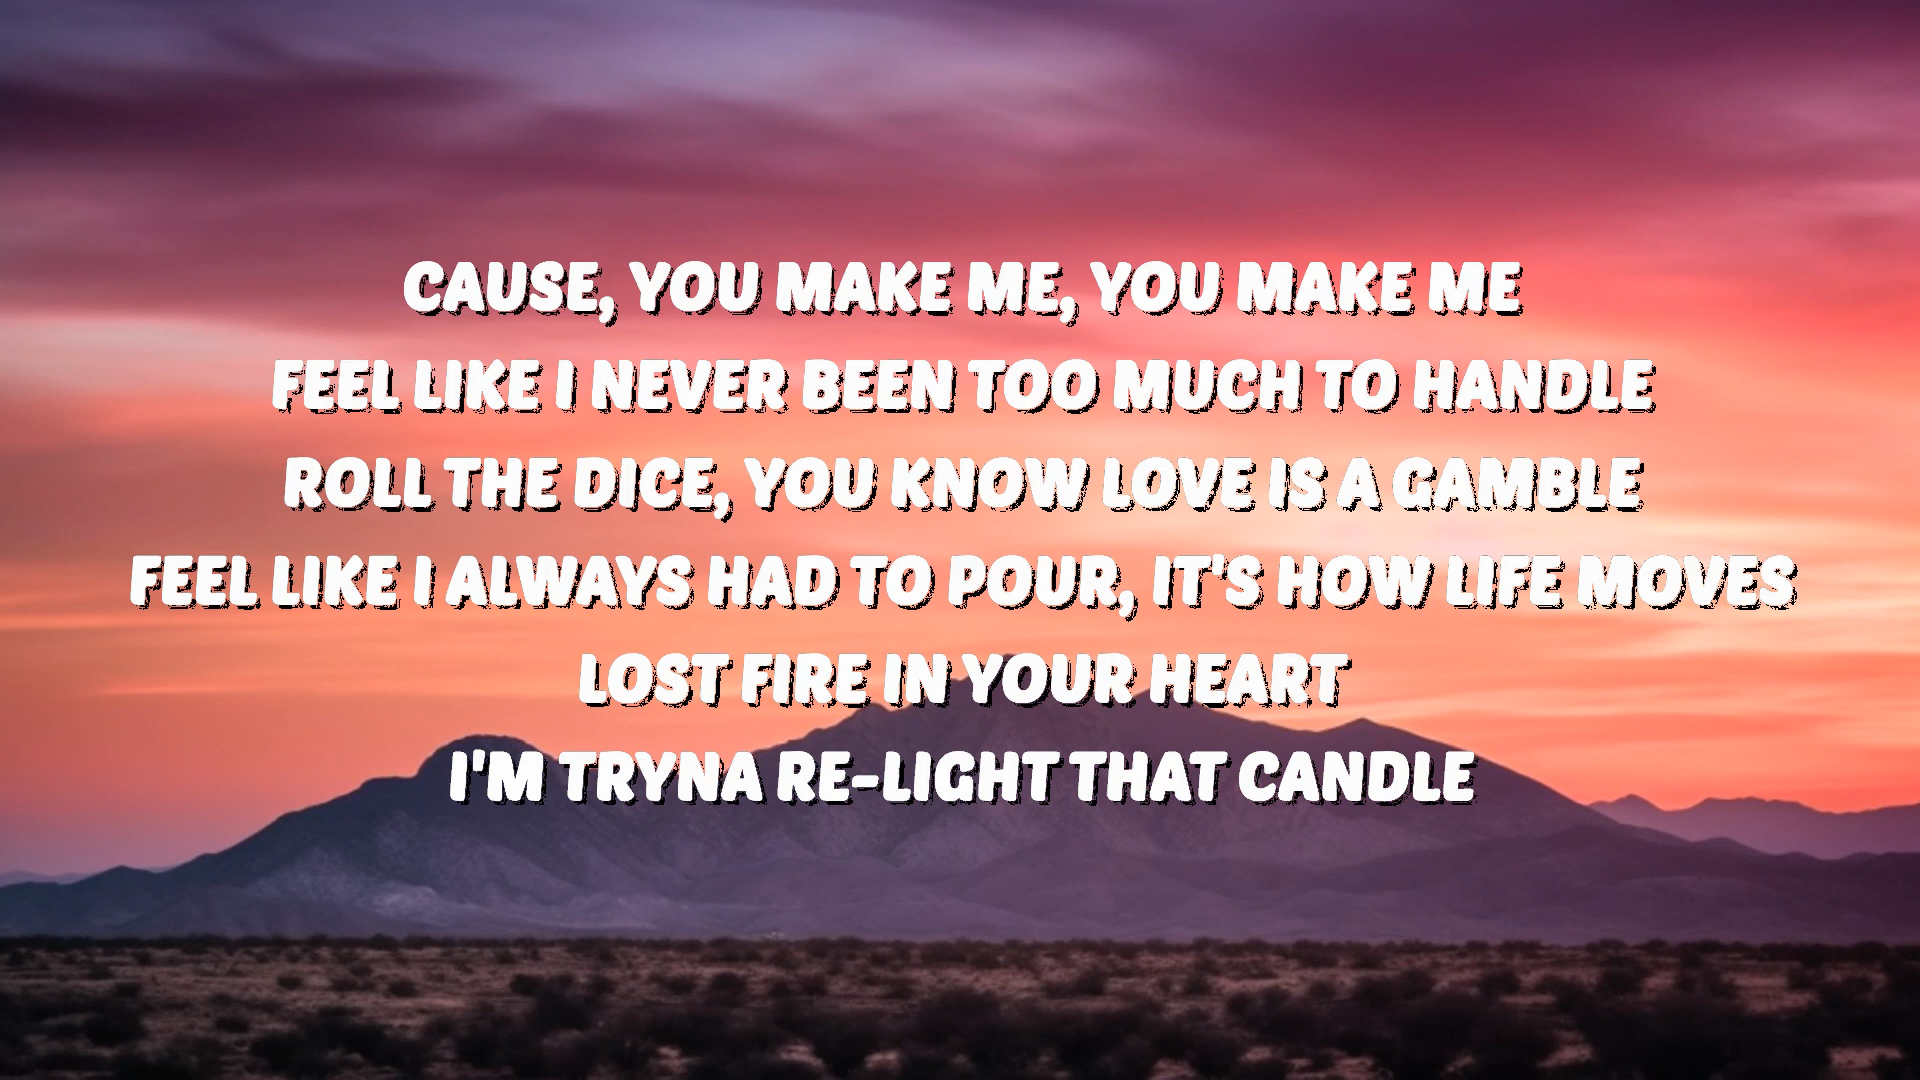 CAUSE, YOU MAKE ME, YOU MAKE ME
FEEL LIKE I NEVER BEEN TOO MUCH TO HANDLE
ROLL THE DICE, YOU KNOW LOVE IS A GAMBLE
FEEL LIKE I ALWAYS HAD TO POUR, IT'S HOW LIFE MOVES
LOST FIRE IN YOUR HEART
I'M TRYNA RE-LIGHT THAT CANDLE